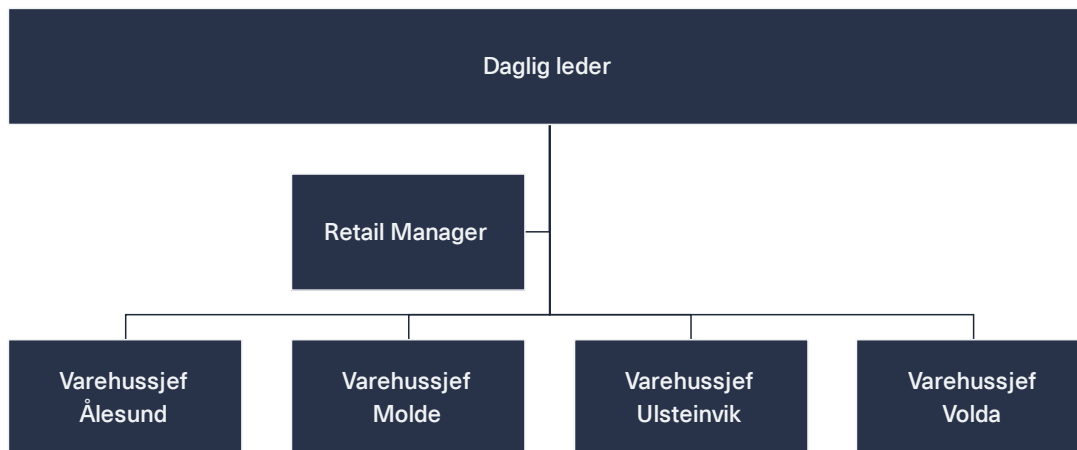 Daglig leder
Retail Manager
Varehussjef
Ålesund
Varehussjef
Molde
Varehussjef
Ulsteinvik
Varehussjef
Volda